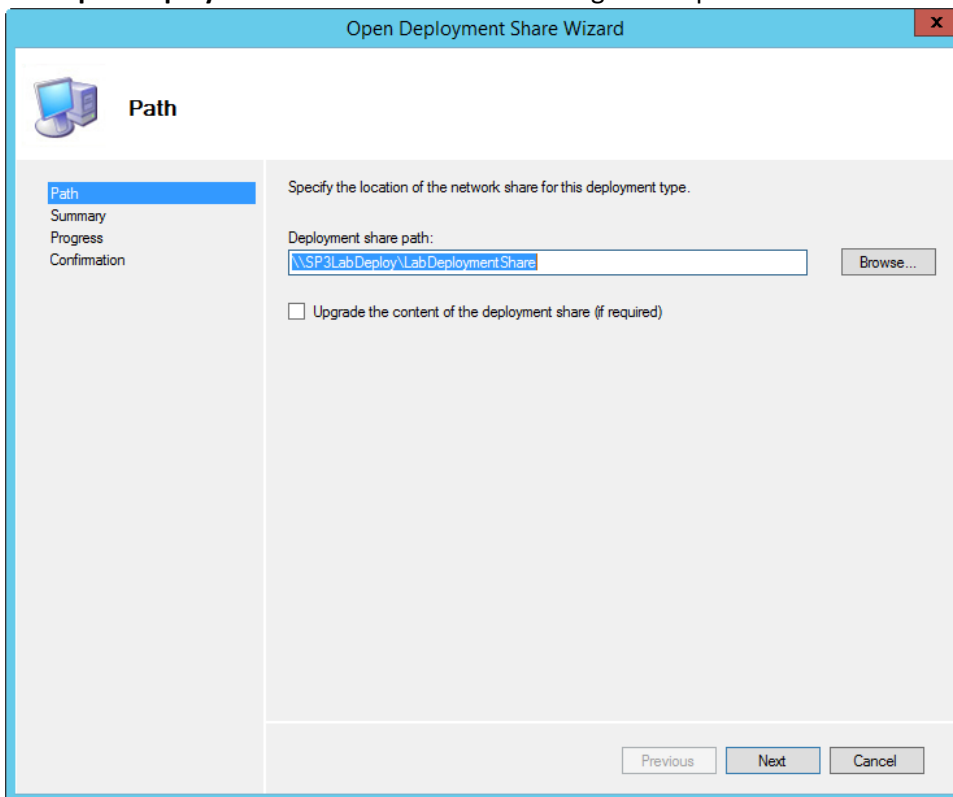 Open Deployment Share Wizard
x
Path
Path
Summary
Progress
Confirmation
Specify the location of the network share for this deployment type.
Deployment share path:
\\SP3LabDeploy\LabDeploymentShare
Browse...
Upgrade the content of the deployment share (if required)
Previous
Next
Cancel